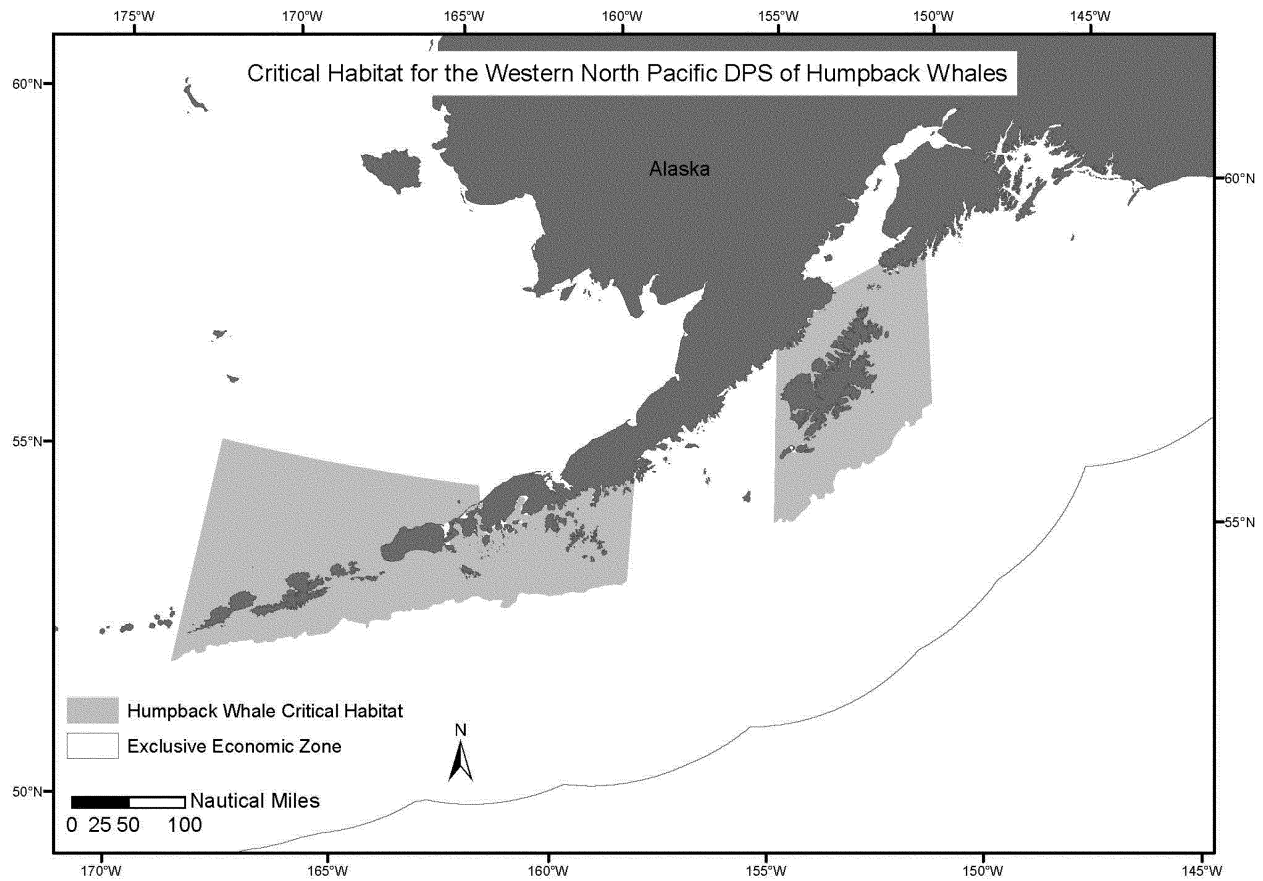 175°W 170°W 165°W 160°W 155°W 150°W 145°W
Critical Habitat for the Western North Pacific DPS of Humpback Whales
60°N
Alaska
60°N
55°N
55°N
Humpback Whale Critical Habitat
N
Exclusive Economic Zone
50°N
Nautical Miles
0 25 50 100
170°W 165°W 160°W 155°W 150°W 145°W